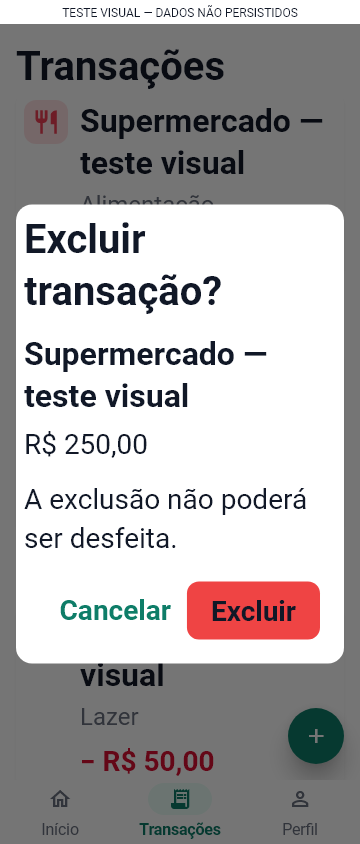 TESTE VISUAL — DADOS NÃO PERSISTIDOS
Transações
Supermercado —
teste visual
Alimentação
Excluir
transação?
Supermercado —
teste visual
R$ 250,00
A exclusão não poderá
ser desfeita.
Cancelar
Excluir
visual
Lazer
− R$ 50,00
+
Início
Transações
Perfil